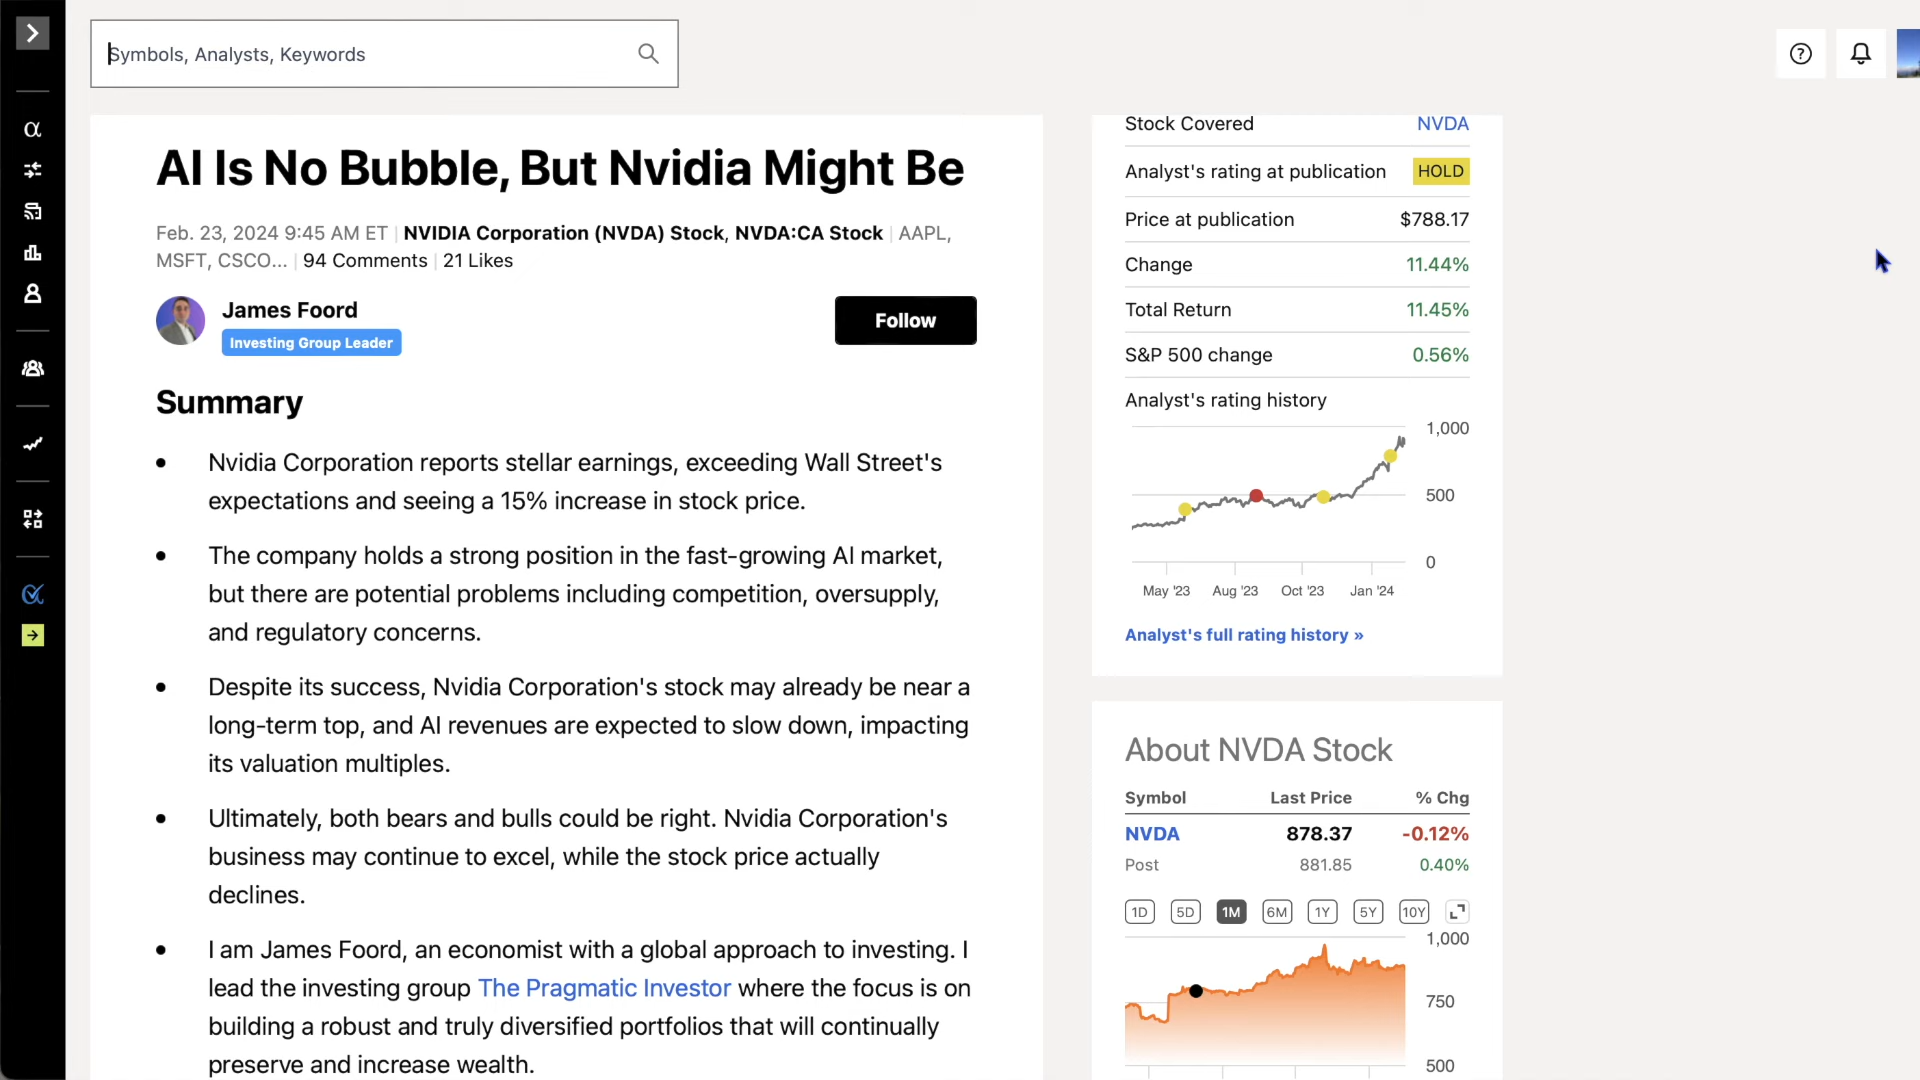 Symbols, Analysts, Keywords
AI Is No Bubble, But Nvidia Might Be
Feb. 23, 2024 9:45 AM ET | NVIDIA Corporation (NVDA) Stock, NVDA:CA Stock | AAPL,
MSFT, CSCO... | 94 Comments | 21 Likes
James Foord
Investing Group Leader
Follow
Summary
• Nvidia Corporation reports stellar earnings, exceeding Wall Street's
expectations and seeing a 15% increase in stock price.
• The company holds a strong position in the fast-growing AI market,
but there are potential problems including competition, oversupply,
and regulatory concerns.
• Despite its success, Nvidia Corporation's stock may already be near a
long-term top, and AI revenues are expected to slow down, impacting
its valuation multiples.
• Ultimately, both bears and bulls could be right. Nvidia Corporation's
business may continue to excel, while the stock price actually
declines.
• I am James Foord, an economist with a global approach to investing. I
lead the investing group The Pragmatic Investor where the focus is on
building a robust and truly diversified portfolios that will continually
preserve and increase wealth.
Stock Covered NVDA
Analyst's rating at publication HOLD
Price at publication $788.17
Change 11.44%
Total Return 11.45%
S&P 500 change 0.56%
Analyst's rating history
1,000
500
0
May '23 Aug '23 Oct '23 Jan '24
Analyst's full rating history »
About NVDA Stock
Symbol Last Price % Chg
NVDA 878.37 -0.12%
Post 881.85 0.40%
1D 5D 1M 6M 1Y 5Y 10Y
1,000
750
500